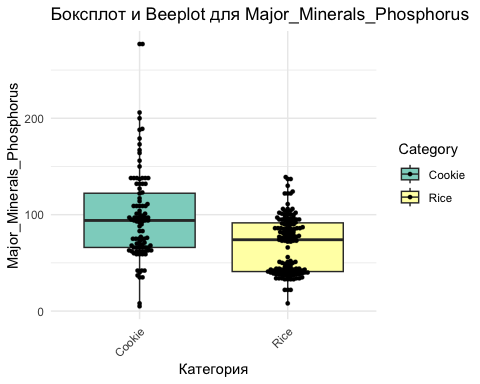 Боксплот и Beeplot для Major_Minerals_Phosphorus
Major_Minerals_Phosphorus
200
100
0
Cookie
Rice
Категория
Category
Cookie
Rice